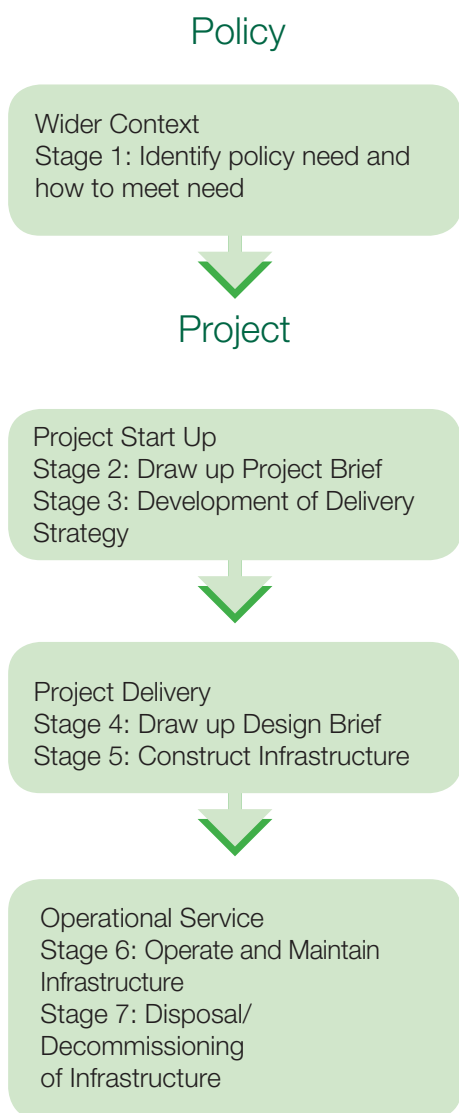 Policy
Wider Context
Stage 1: Identify policy need and
how to meet need
Project
Project Start Up
Stage 2: Draw up Project Brief
Stage 3: Development of Delivery
Strategy
Project Delivery
Stage 4: Draw up Design Brief
Stage 5: Construct Infrastructure
Operational Service
Stage 6: Operate and Maintain
Infrastructure
Stage 7: Disposal/
Decommissioning
of Infrastructure